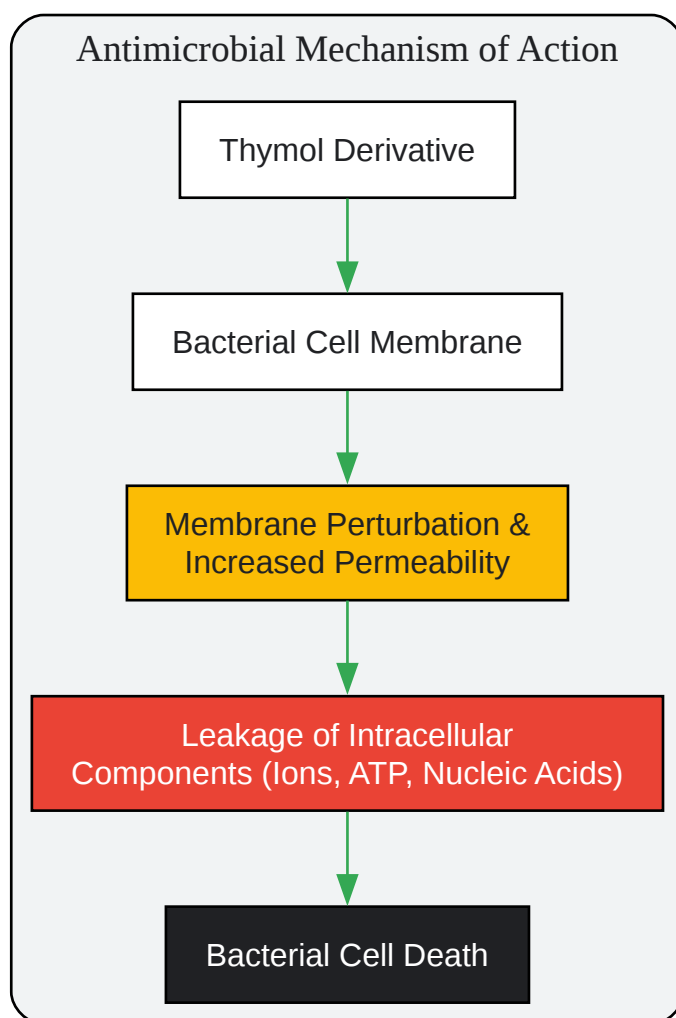 Antimicrobial Mechanism of Action
Thymol Derivative
Bacterial Cell Membrane
Membrane Perturbation &
Increased Permeability
Leakage of Intracellular
Components (Ions, ATP, Nucleic Acids)
Bacterial Cell Death